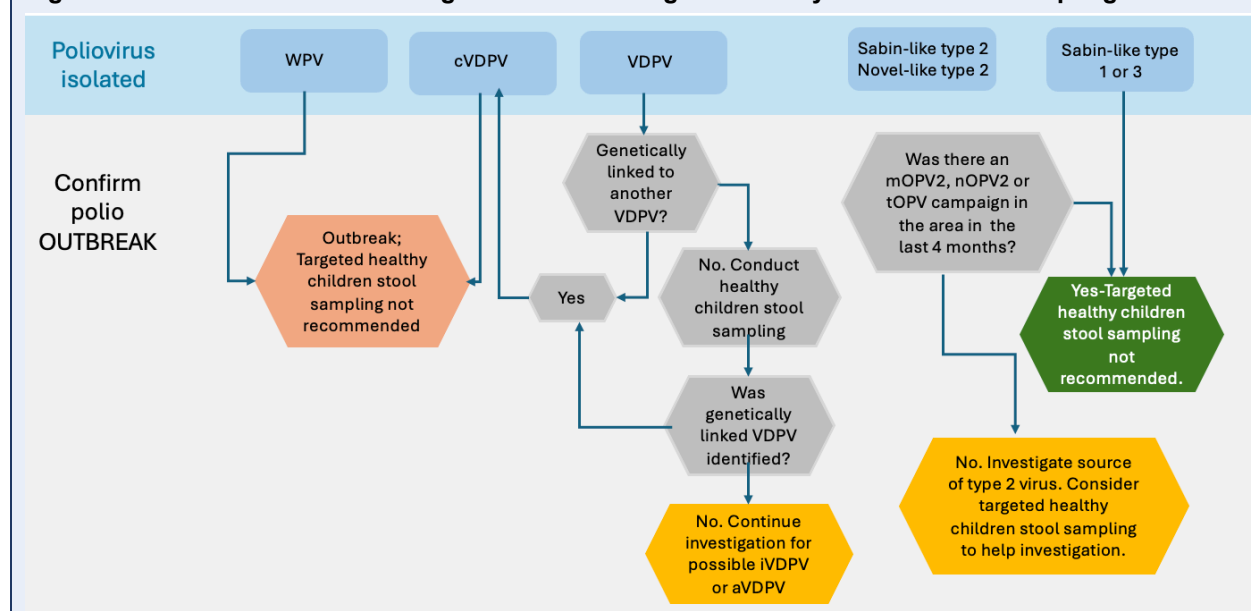 Poliovirus
isolated
WPV
cVDPV
VDPV
Sabin-like type 2
Novel-like type 2
Sabin-like type
1 or 3
Confirm
polio
OUTBREAK
Outbreak;
Targeted healthy
children stool
sampling not
recommended
Genetically
linked to
another
VDPV?
Yes
No. Conduct
healthy
children stool
sampling
Was
genetically
linked VDPV
identified?
No. Continue
investigation for
possible iVDPV
or aVDPV
Was there an
mOPV2, nOPV2 or
tOPV campaign in
the area in the
last 4 months?
Yes-Targeted
healthy children
stool sampling
not
recommended.
No. Investigate source
of type 2 virus. Consider
targeted healthy
children stool sampling
to help investigation.